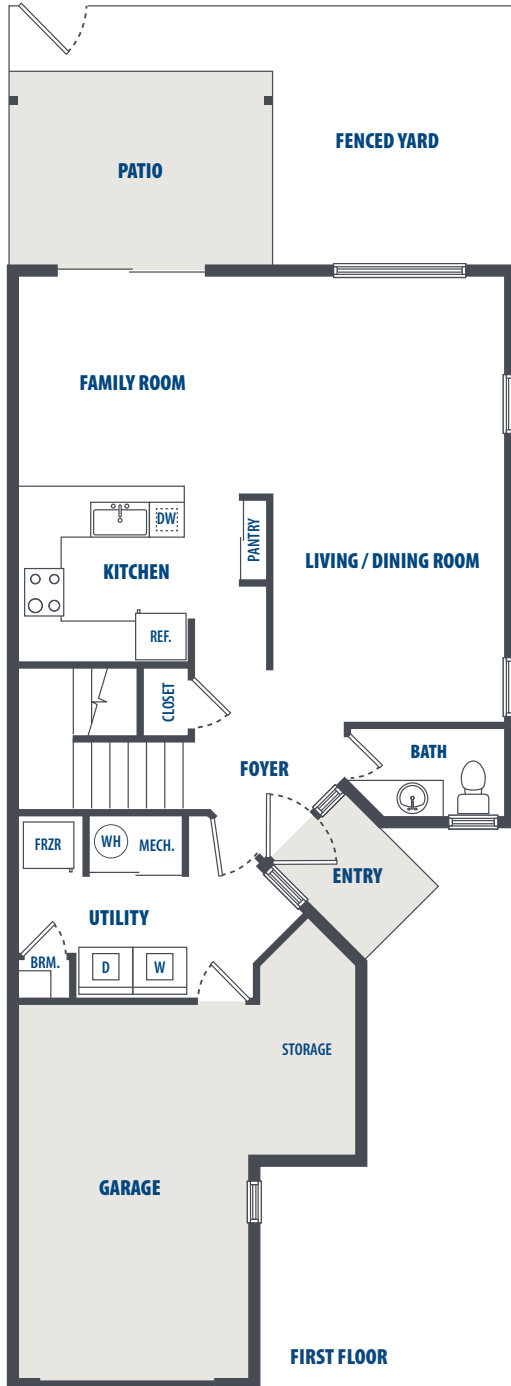 FENCED YARD
PATIO
FAMILY ROOM
DW
PANTRY
KITCHEN
LIVING / DINING ROOM
REF.
CLOSET
BATH
FOYER
FRZR
WH
MECH.
ENTRY
UTILITY
BRM.
D
W
STORAGE
GARAGE
FIRST FLOOR